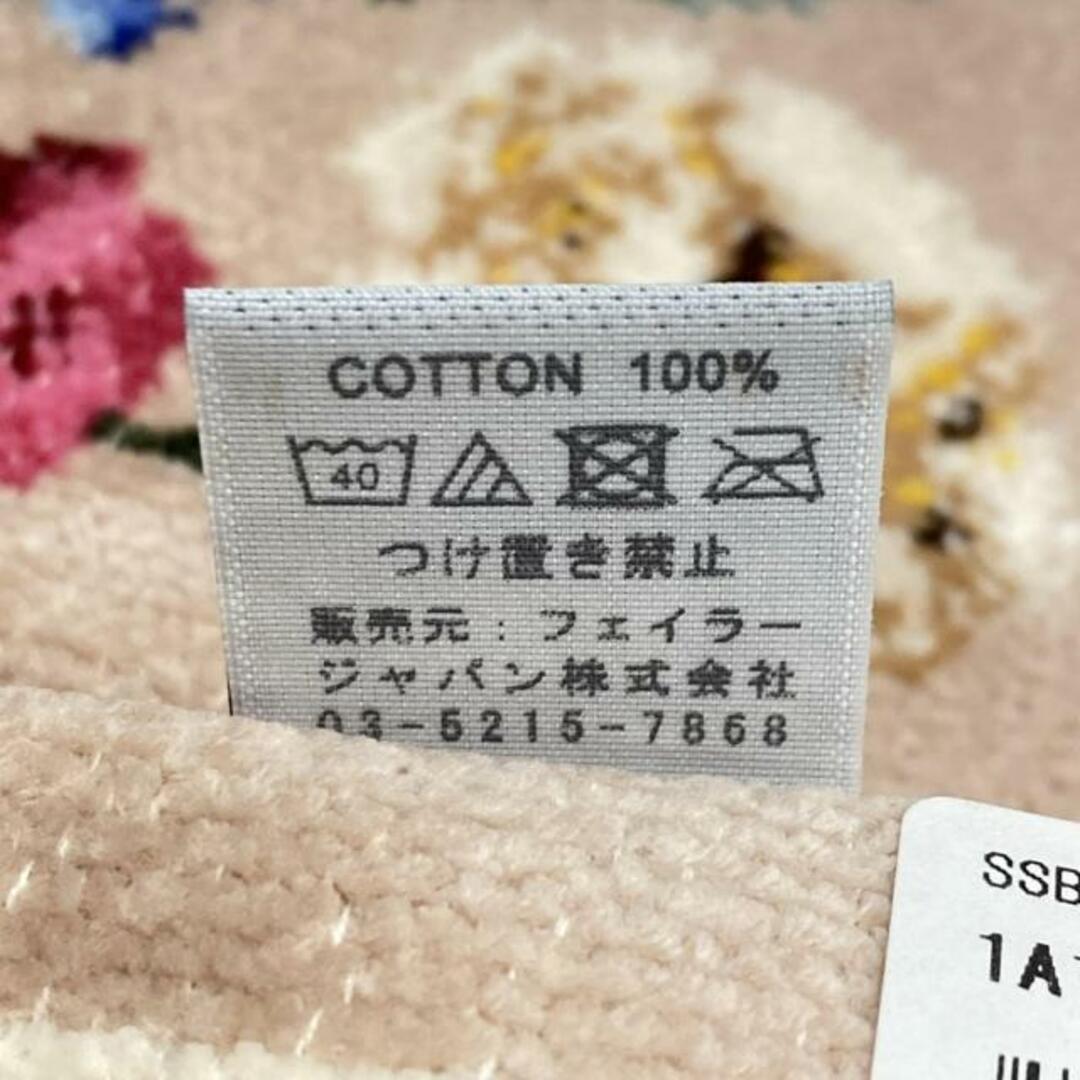 COTTON 100%
40
つけ置き禁止
販売元：フェイラー
ジャパン株式会社
03-5215-7868
SSB
1A